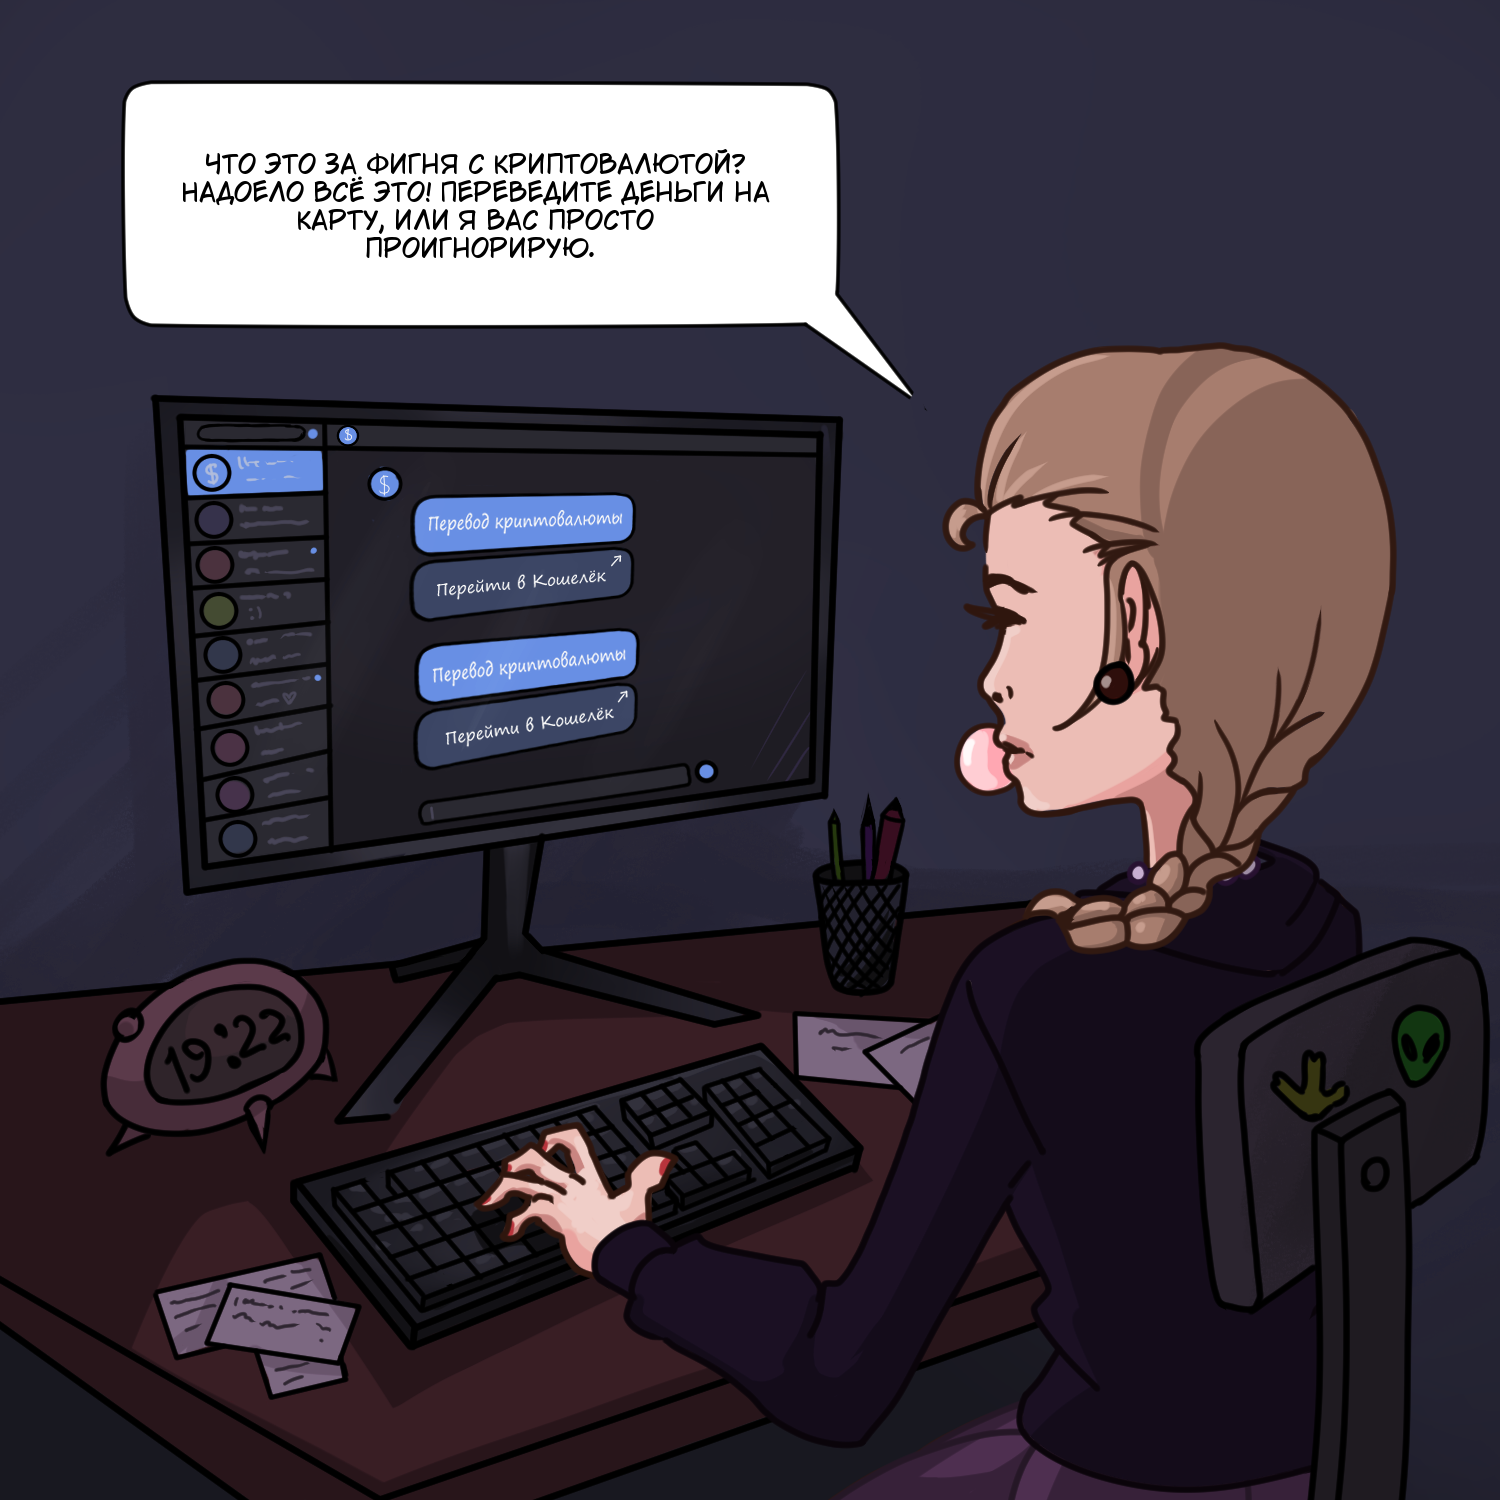 ЧТО ЭТО ЗА ФИГНЯ С КРИПТОВАЛЮТОЙ?
НАДОЕЛО ВСЁ ЭТО! ПЕРЕВЕДИТЕ ДЕНЬГИ НА
КАРТУ, ИЛИ Я ВАС ПРОСТО
ПРОИГНОРИРУЮ.
$
$
$
Перевод криптовалюты
Перейти в Кошелёк
:)
Перевод криптовалюты
Перейти в Кошелёк
19:22